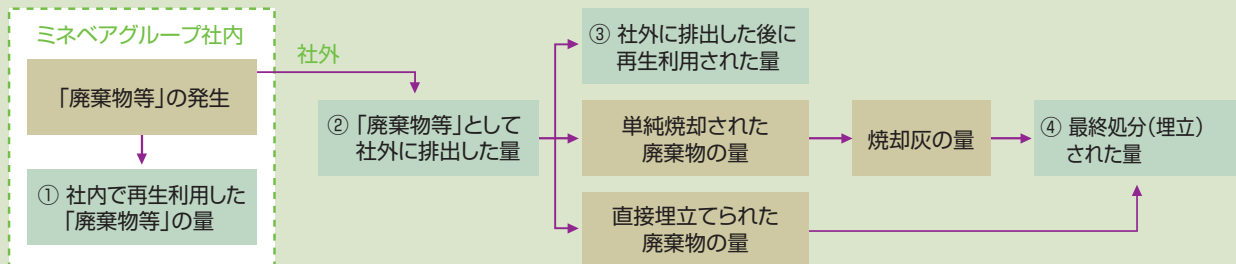 ミネベアグループ社内
「廃棄物等」の発生
① 社内で再生利用した
「廃棄物等」の量
社外
② 「廃棄物等」として
社外に排出した量
③ 社外に排出した後に
再生利用された量
単純焼却された
廃棄物の量
焼却灰の量
④ 最終処分(埋立)
された量
直接埋立てられた
廃棄物の量